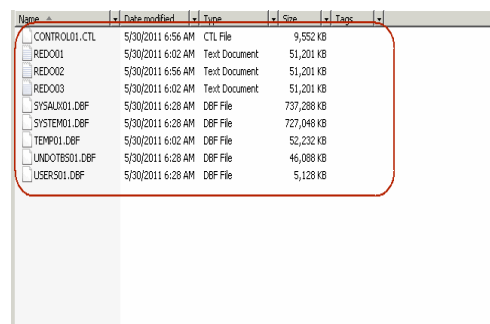 Name Date modified Type Size Tags
CONTROL01.CTL 5/30/2011 6:56 AM CTL File 9,552 KB
REDO01 5/30/2011 6:02 AM Text Document 51,201 KB
REDO02 5/30/2011 6:56 AM Text Document 51,201 KB
REDO03 5/30/2011 6:02 AM Text Document 51,201 KB
SYSAUX01.DBF 5/30/2011 6:28 AM DBF File 737,288 KB
SYSTEM01.DBF 5/30/2011 6:28 AM DBF File 727,048 KB
TEMP01.DBF 5/30/2011 6:02 AM DBF File 52,232 KB
UNDOTBS01.DBF 5/30/2011 6:28 AM DBF File 46,088 KB
USERS01.DBF 5/30/2011 6:28 AM DBF File 5,128 KB